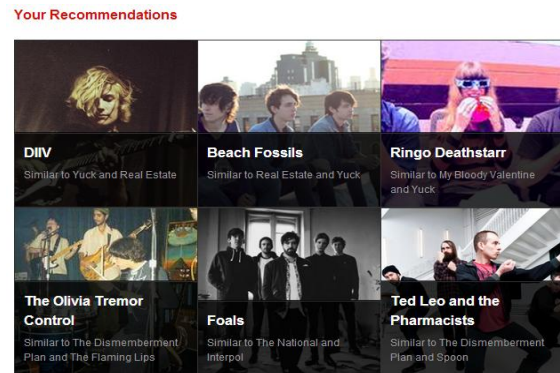 Your Recommendations
DIIV
Similar to Yuck and Real Estate
Beach Fossils
Similar to Real Estate and Yuck
Ringo Deathstarr
Similar to My Bloody Valentine
and Yuck
The Olivia Tremor
Control
Similar to The Dismemberment
Plan and The Flaming Lips
Foals
Similar to The National and
Interpol
Ted Leo and the
Pharmacists
Similar to The Dismemberment
Plan and Spoon